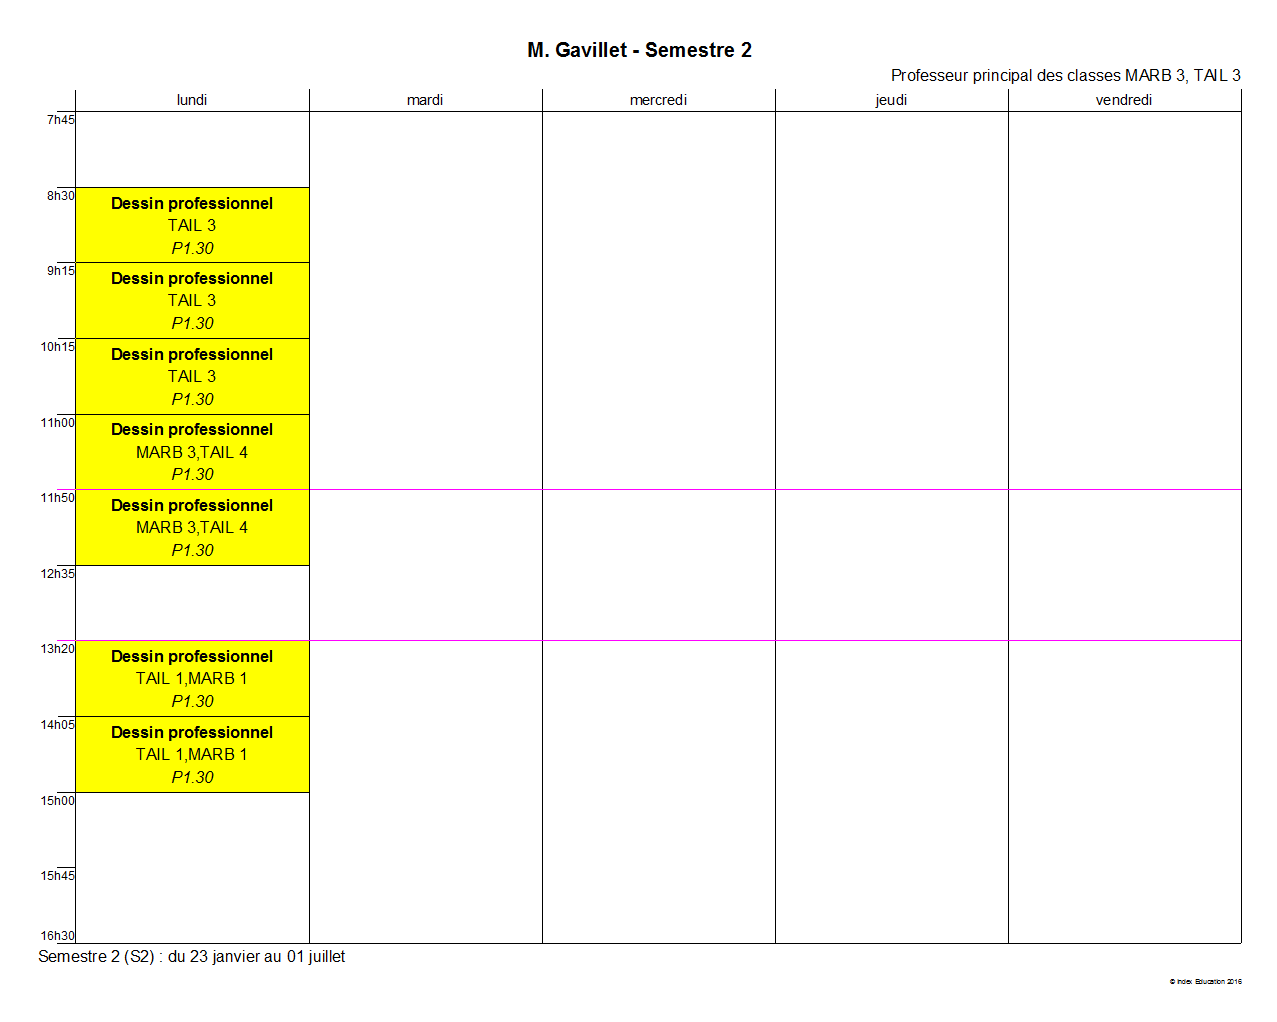 M. Gavillet - Semestre 2
Professeur principal des classes MARB 3, TAIL 3
lundi mardi mercredi jeudi vendredi
7h45
8h30
Dessin professionnel
TAIL 3
P1.30
9h15
Dessin professionnel
TAIL 3
P1.30
10h15
Dessin professionnel
TAIL 3
P1.30
11h00
Dessin professionnel
MARB 3,TAIL 4
P1.30
11h50
Dessin professionnel
MARB 3,TAIL 4
P1.30
12h35
13h20
Dessin professionnel
TAIL 1,MARB 1
P1.30
14h05
Dessin professionnel
TAIL 1,MARB 1
P1.30
15h00
15h45
16h30
Semestre 2 (S2) : du 23 janvier au 01 juillet
© Index Education 2016